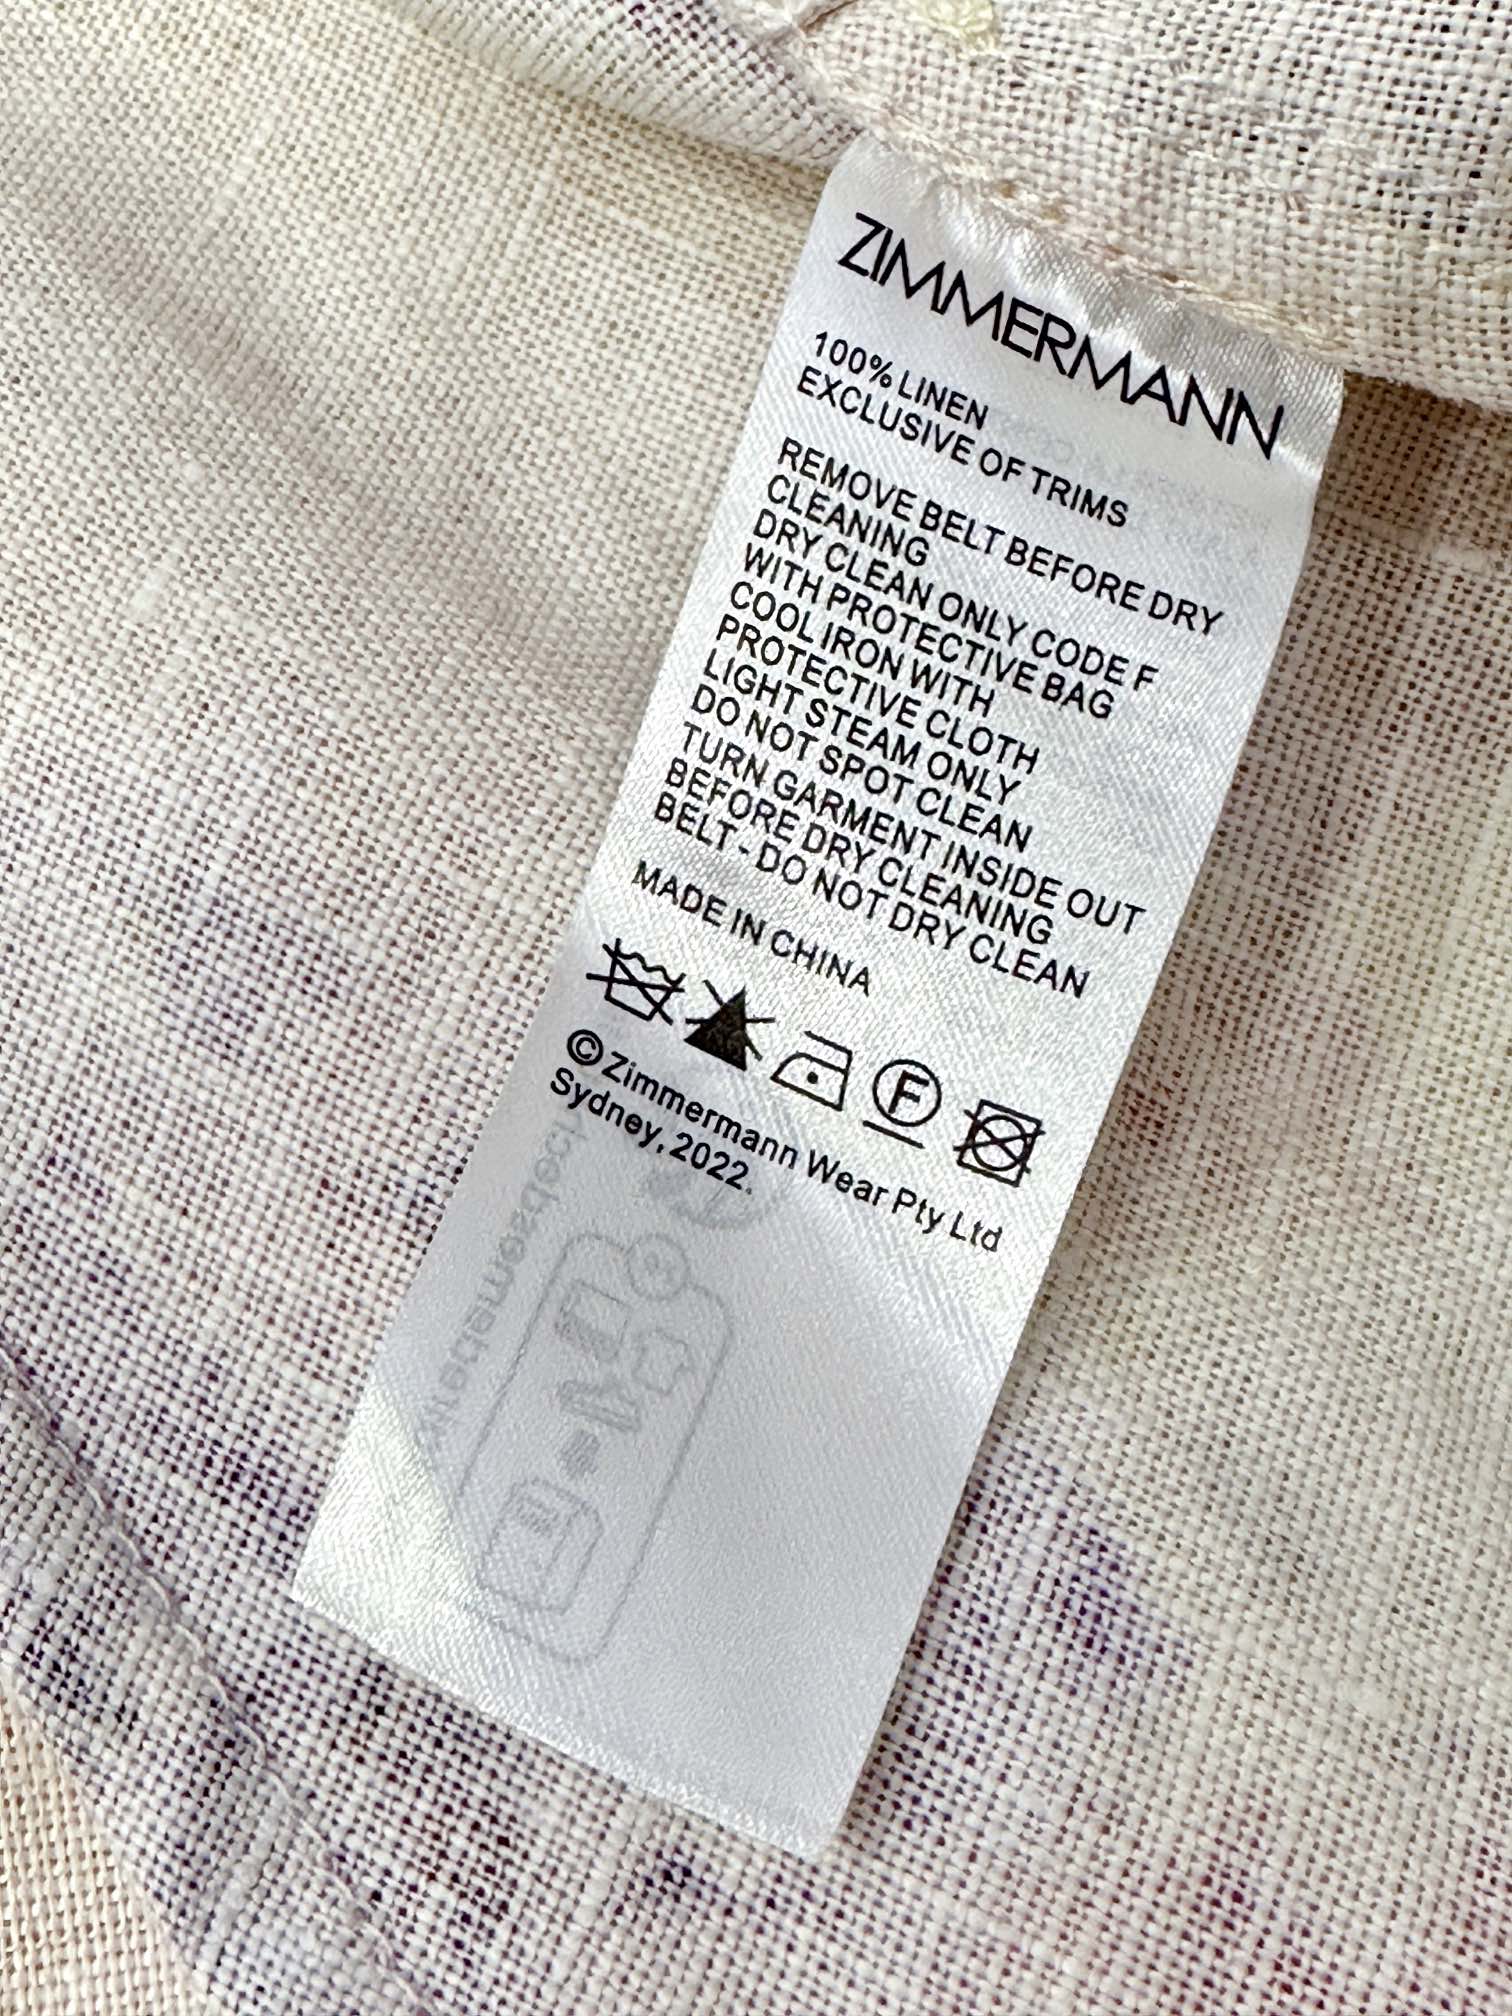 ZIMMERMANN
100% LINEN
EXCLUSIVE OF TRIMS
REMOVE BELT BEFORE DRY
CLEANING
DRY CLEAN ONLY CODE F
WITH PROTECTIVE BAG
COOL IRON WITH
PROTECTIVE CLOTH
LIGHT STEAM ONLY
DO NOT SPOT CLEAN
TURN GARMENT INSIDE OUT
BEFORE DRY CLEANING
BELT - DO NOT DRY CLEAN
MADE IN CHINA
F
© Zimmermann Wear Pty Ltd
Sydney, 2022.